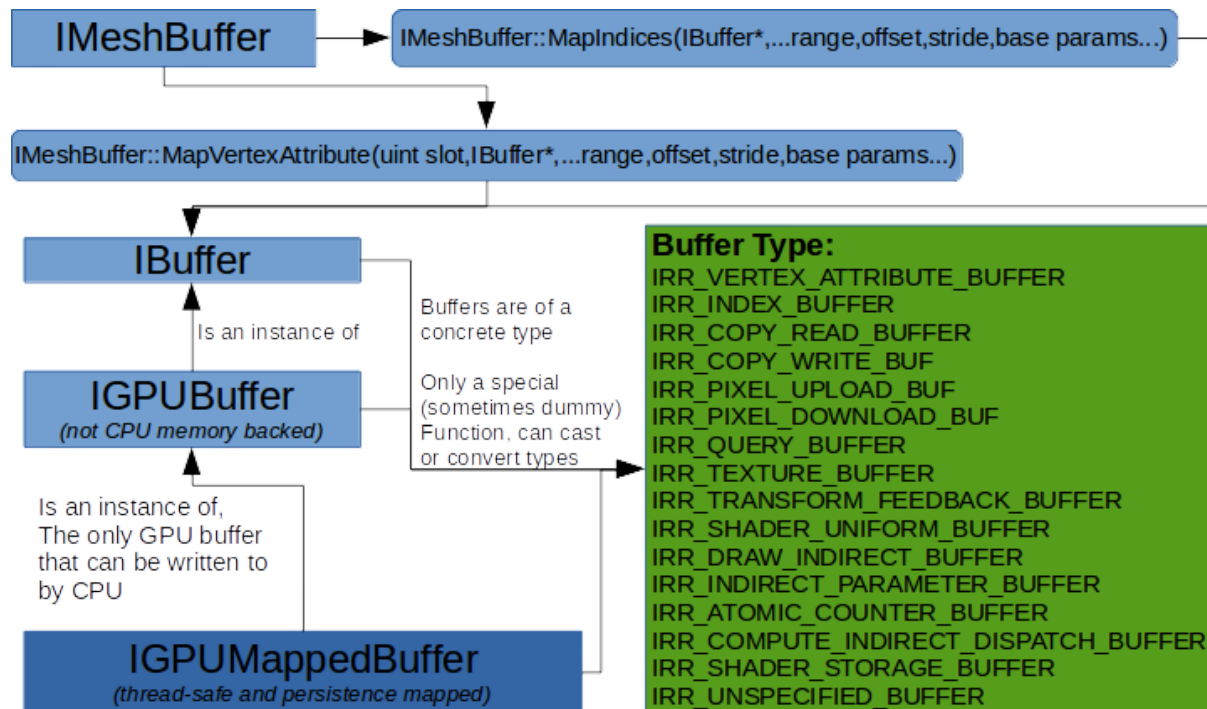 IMeshBuffer
IMeshBuffer::MapIndices(IBuffer*,...range,offset,stride,base params...)
IMeshBuffer::MapVertexAttribute(uint slot,IBuffer*,...range,offset,stride,base params...)
IBuffer
Is an instance of
IGPUBuffer
(not CPU memory backed)
Buffers are of a
concrete type
Only a special
(sometimes dummy)
Function, can cast
or convert types
Is an instance of,
The only GPU buffer
that can be written to
by CPU
IGPUMappedBuffer
(thread-safe and persistence mapped)
Buffer Type:
IRR_VERTEX_ATTRIBUTE_BUFFER
IRR_INDEX_BUFFER
IRR_COPY_READ_BUFFER
IRR_COPY_WRITE_BUF
IRR_PIXEL_UPLOAD_BUF
IRR_PIXEL_DOWNLOAD_BUF
IRR_QUERY_BUFFER
IRR_TEXTURE_BUFFER
IRR_TRANSFORM_FEEDBACK_BUFFER
IRR_SHADER_UNIFORM_BUFFER
IRR_DRAW_INDIRECT_BUFFER
IRR_INDIRECT_PARAMETER_BUFFER
IRR_ATOMIC_COUNTER_BUFFER
IRR_COMPUTE_INDIRECT_DISPATCH_BUFFER
IRR_SHADER_STORAGE_BUFFER
IRR_UNSPECIFIED_BUFFER